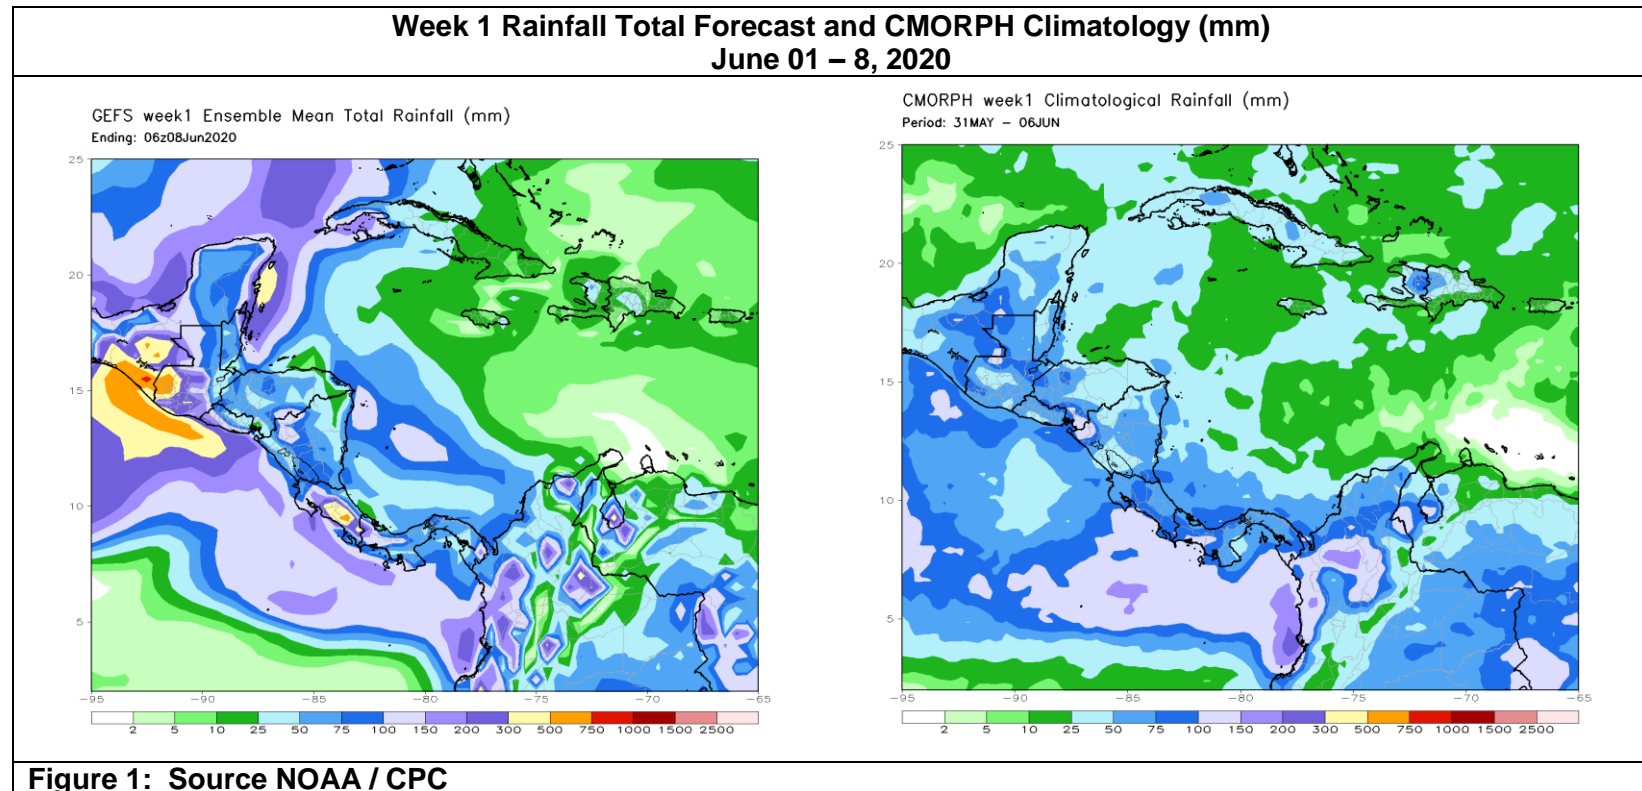 Week 1 Rainfall Total Forecast and CMORPH Climatology (mm)
June 01 – 8, 2020
GEFS week1 Ensemble Mean Total Rainfall (mm)
Ending: 06z08Jun2020
25
20
15
10
5
-95 -90 -85 -80 -75 -70 -65
2 5 10 25 50 75 100 150 200 300 500 750 1000 1500 2500
CMORPH week1 Climatological Rainfall (mm)
Period: 31MAY – 06JUN
25
20
15
10
5
-95 -90 -85 -80 -75 -70 -65
2 5 10 25 50 75 100 150 200 300 500 750 1000 1500 2500
Figure 1: Source NOAA / CPC